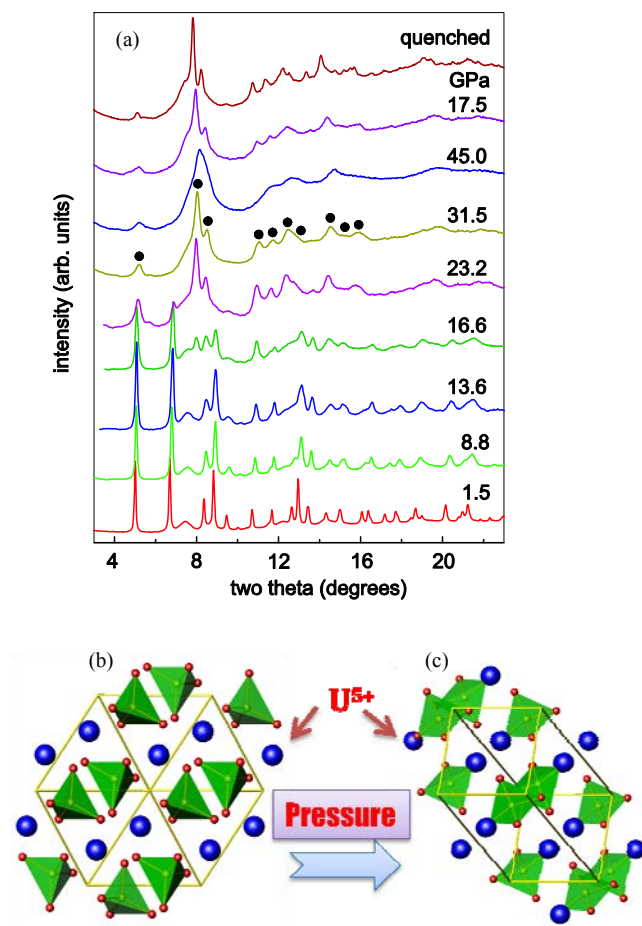 (a)
quenched
GPa
17.5
45.0
31.5
23.2
16.6
13.6
8.8
1.5
intensity (arb. units)
4 8 12 16 20
two theta (degrees)
(b)
(c)
U5+
Pressure